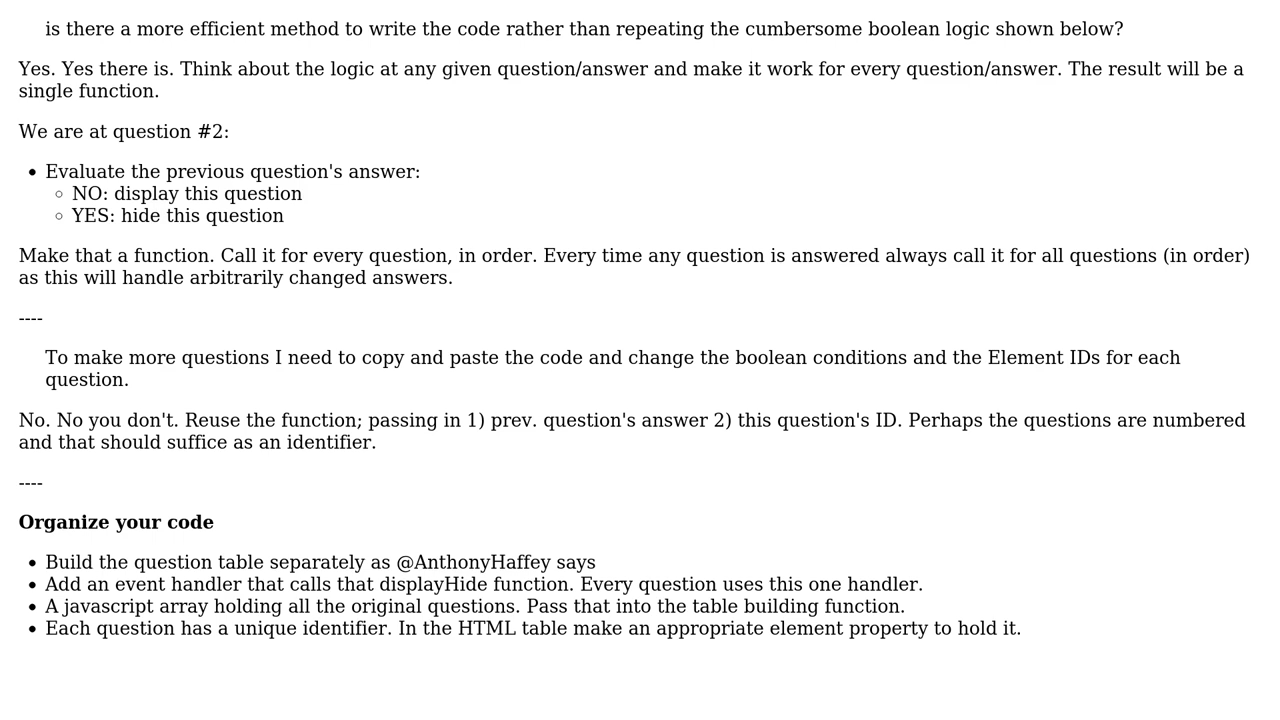 is there a more efficient method to write the code rather than repeating the cumbersome boolean logic shown below?
Yes. Yes there is. Think about the logic at any given question/answer and make it work for every question/answer. The result will be a
single function.
We are at question #2:
• Evaluate the previous question's answer:
◦ NO: display this question
◦ YES: hide this question
Make that a function. Call it for every question, in order. Every time any question is answered always call it for all questions (in order)
as this will handle arbitrarily changed answers.
----
To make more questions I need to copy and paste the code and change the boolean conditions and the Element IDs for each
question.
No. No you don't. Reuse the function; passing in 1) prev. question's answer 2) this question's ID. Perhaps the questions are numbered
and that should suffice as an identifier.
----
Organize your code
• Build the question table separately as @AnthonyHaffey says
• Add an event handler that calls that displayHide function. Every question uses this one handler.
• A javascript array holding all the original questions. Pass that into the table building function.
• Each question has a unique identifier. In the HTML table make an appropriate element property to hold it.